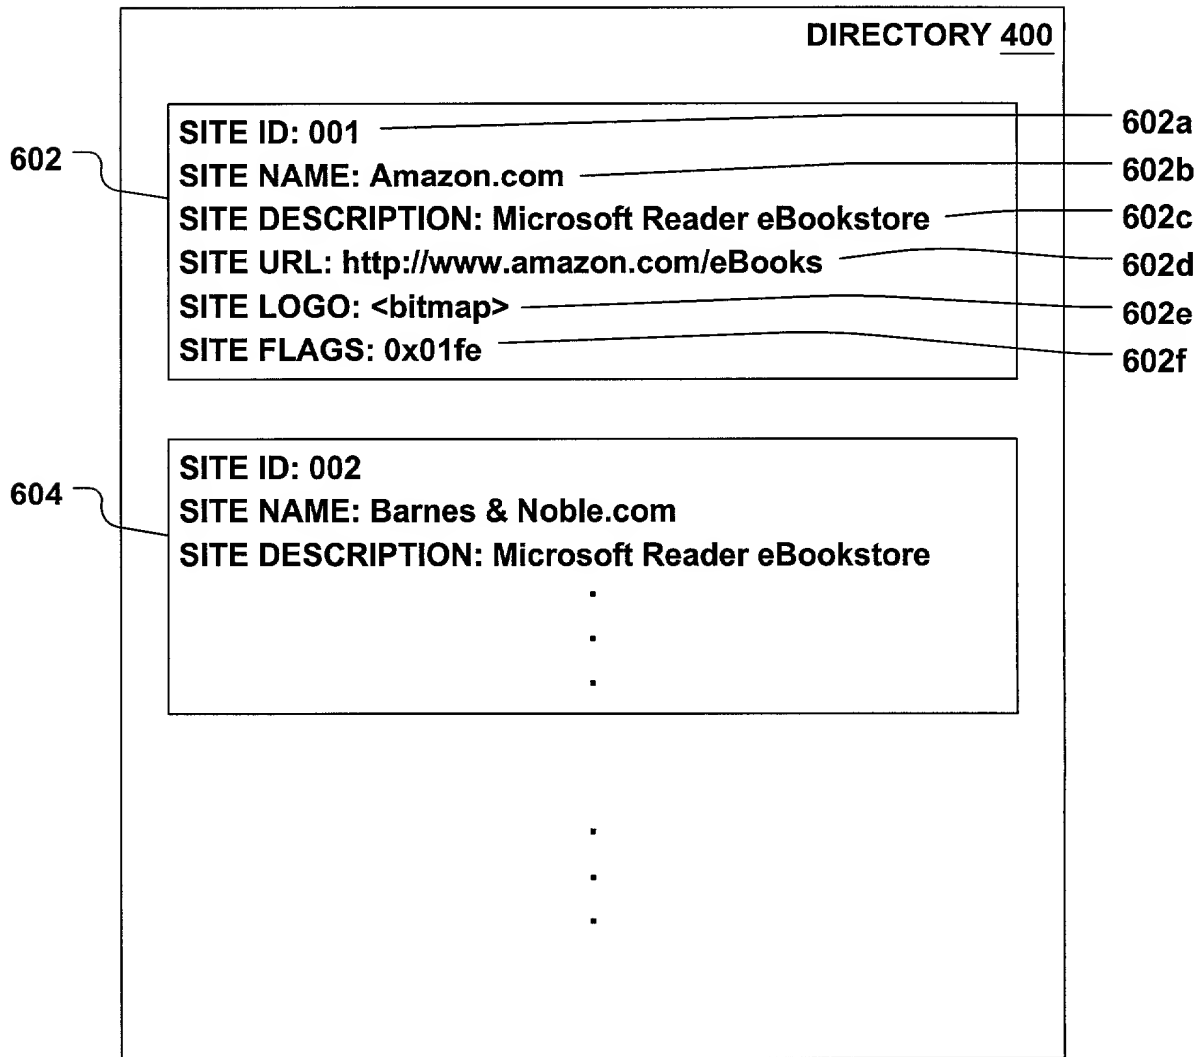 DIRECTORY 400
602
SITE ID: 001 602a
SITE NAME: Amazon.com 602b
SITE DESCRIPTION: Microsoft Reader eBookstore 602c
SITE URL: http://www.amazon.com/eBooks 602d
SITE LOGO: <bitmap> 602e
SITE FLAGS: 0x01fe 602f
604
SITE ID: 002
SITE NAME: Barnes & Noble.com
SITE DESCRIPTION: Microsoft Reader eBookstore
.
.
.
.
.
.